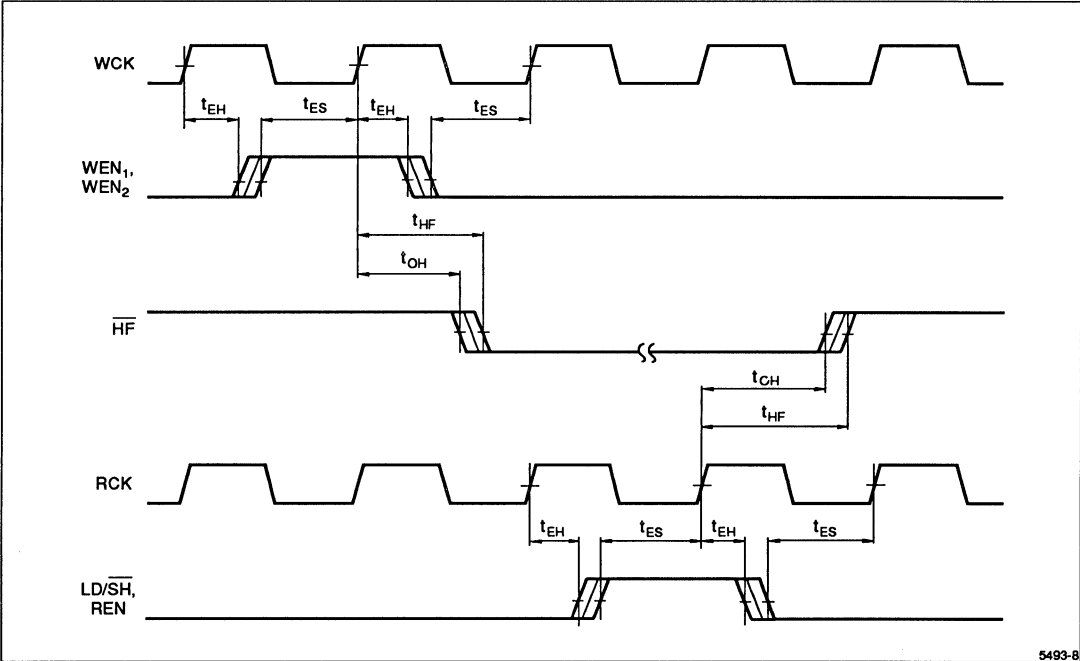 WCK
tEH tES tEH tES
WEN1,
WEN2
tHF
tOH
HF
tOH
tHF
RCK
tEH tES tEH tES
LD/SH,
REN
5493-8